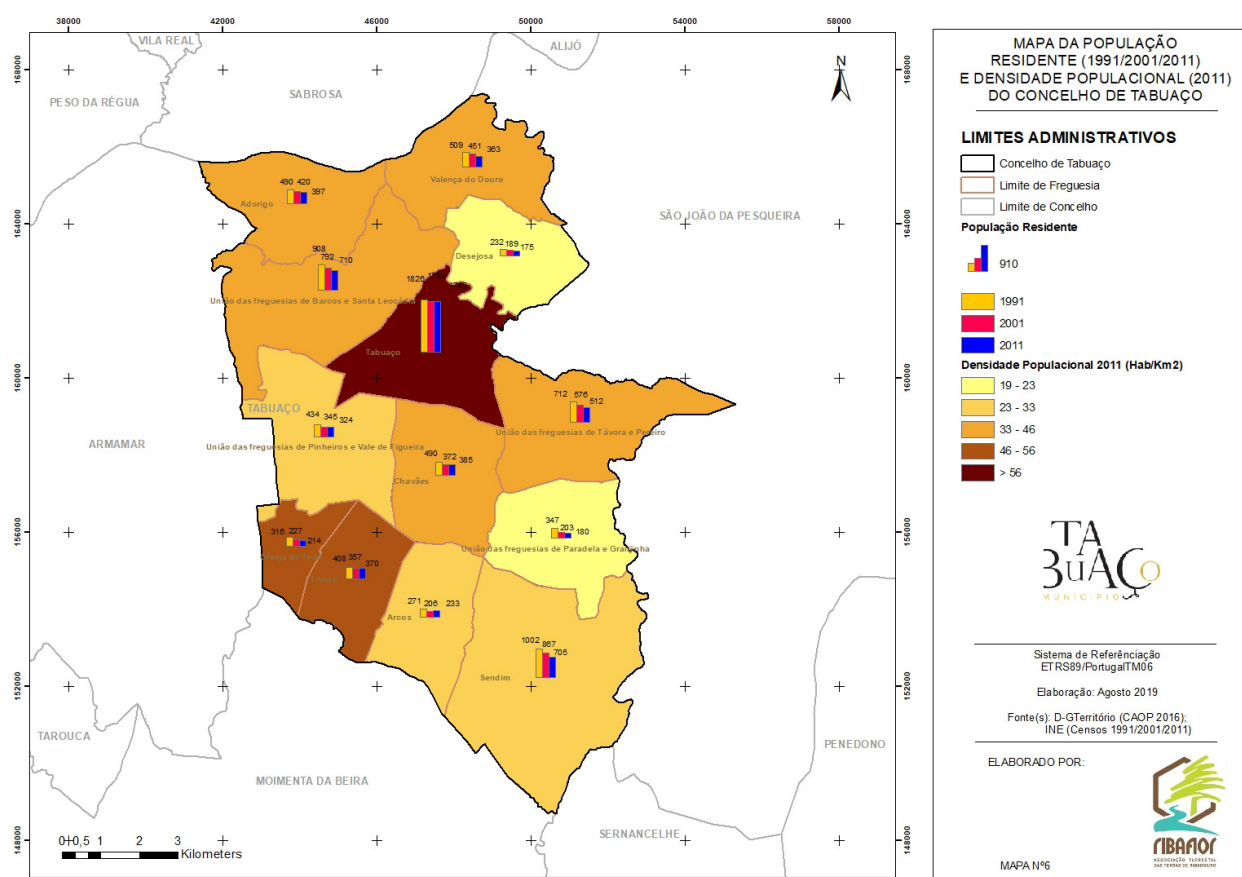 38000 42000 46000 50000 54000 58000
168000
164000
160000
156000
152000
148000
VILA REAL
ALIJÓ
PESO DA RÉGUA
SABROSA
N
SÃO JOÃO DA PESQUEIRA
ARMAMAR
TABUAÇO
TAROUCA
MOIMENTA DA BEIRA
PENEDONO
SERNANCELHE
509 451 363
Valença do Douro
490 420 397
Adorigo
232 189 175
Desejosa
908 792 710
União das freguesias de Barcos e Santa Leocádia
1826
Tabuaço
712 576 512
União das freguesias de Távora e Pereiro
434 345 324
União das freguesias de Pinheiros e Vale de Figueira
490 372 385
Chavães
347 203 180
União das freguesias de Paradela e Granjinha
316 227 214
408 357 370
Longa
271 206 233
Arcos
1002 867 705
Sendim
0 0,5 1 2 3
Kilometers
MAPA DA POPULAÇÃO
RESIDENTE (1991/2001/2011)
E DENSIDADE POPULACIONAL (2011)
DO CONCELHO DE TABUAÇO
LIMITES ADMINISTRATIVOS
Concelho de Tabuaço
Limite de Freguesia
Limite de Concelho
População Residente
910
1991
2001
2011
Densidade Populacional 2011 (Hab/Km2)
19 - 23
23 - 33
33 - 46
46 - 56
> 56
TA
BUAÇO
MUNICÍPIO
Sistema de Referênciação
ETRS89/PortugalTM06
Elaboração: Agosto 2019
Fonte(s): D-GTerritório (CAOP 2016);
INE (Censos 1991/2001/2011)
ELABORADO POR:
RIBAFLOR
ASSOCIAÇÃO FLORESTAL
DAS TERRAS DE RIBADOURO
MAPA Nº6